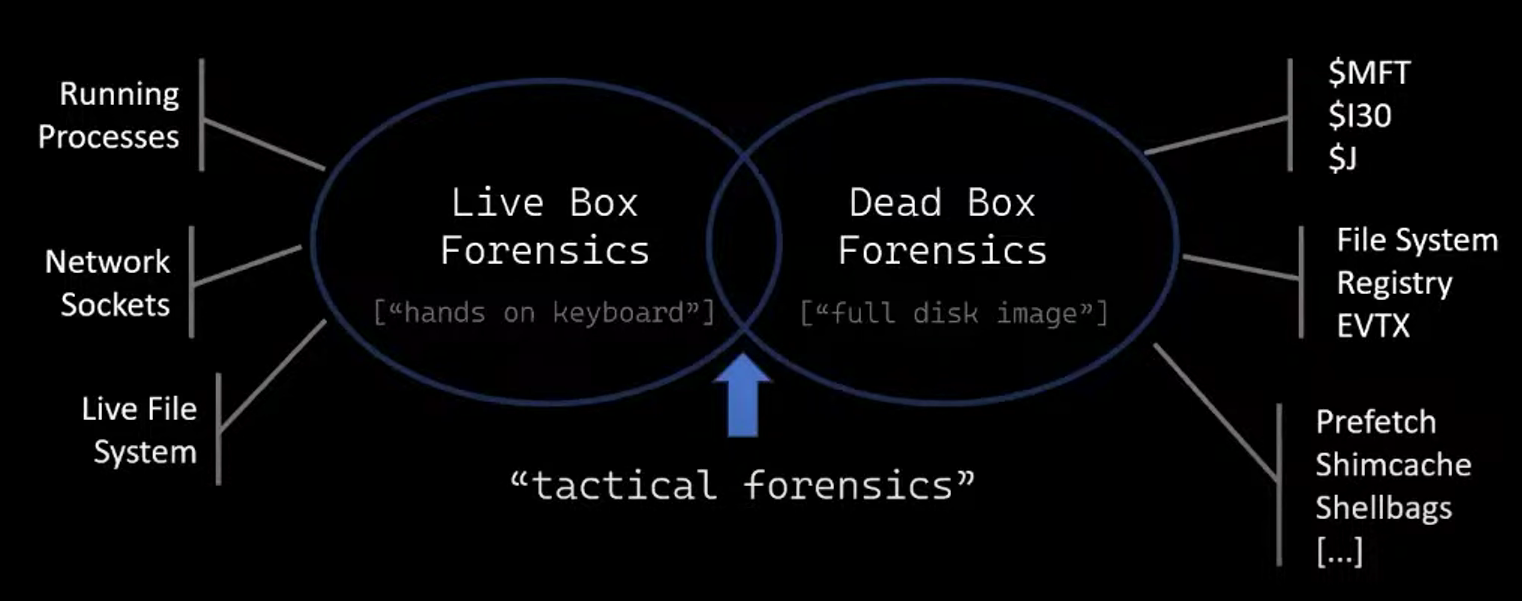 Running
Processes
Network
Sockets
Live File
System
Live Box
Forensics
[“hands on keyboard”]
Dead Box
Forensics
[“full disk image”]
“tactical forensics”
$MFT
$I30
$J
File System
Registry
EVTX
Prefetch
Shimcache
Shellbags
[...]